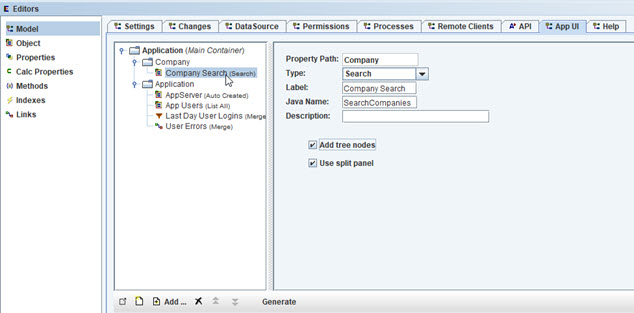 E Editors
Model
Object
Properties
C Calc Properties
(x) Methods
Indexes
Links
Settings Changes DataSource Permissions Processes Remote Clients A API App UI Help
Application (Main Container)
Company
Company Search (Search)
Application
AppServer (Auto Created)
App Users (List All)
Last Day User Logins (Merge
User Errors (Merge)
Property Path: Company
Type: Search
Label: Company Search
Java Name: SearchCompanies
Description:
Add tree nodes
Use split panel
Add ... Generate